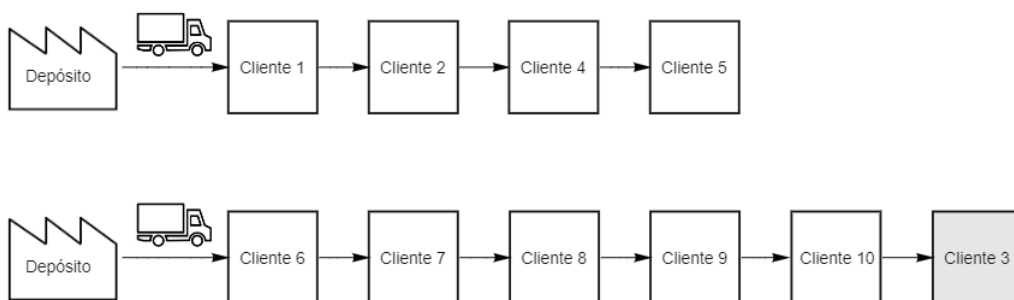 Depósito
Cliente 1
Cliente 2
Cliente 4
Cliente 5
Depósito
Cliente 6
Cliente 7
Cliente 8
Cliente 9
Cliente 10
Cliente 3